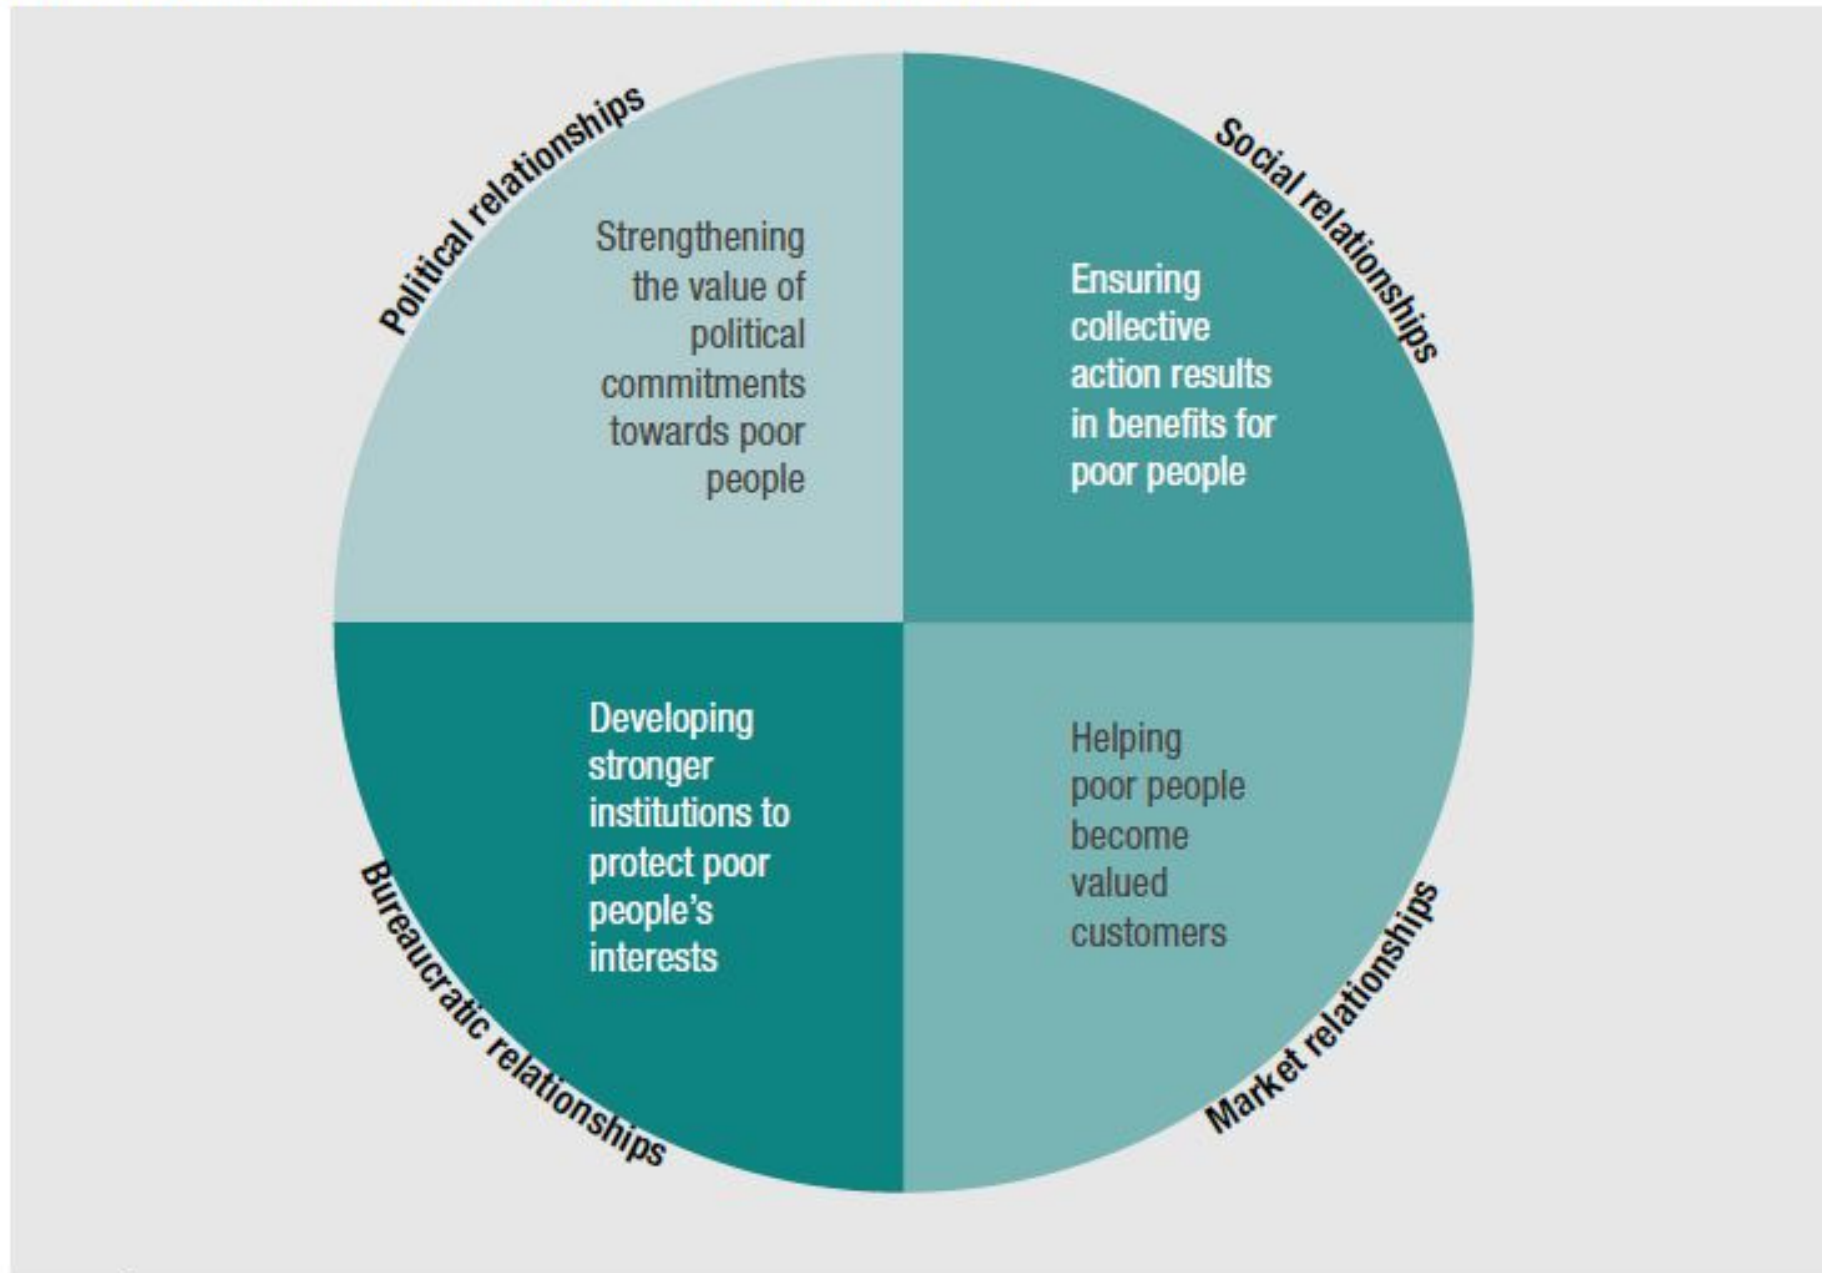 Political relationships
Strengthening
the value of
political
commitments
towards poor
people
Social relationships
Ensuring
collective
action results
in benefits for
poor people
Bureaucratic relationships
Developing
stronger
institutions to
protect poor
people's
interests
Market relationships
Helping
poor people
become
valued
customers